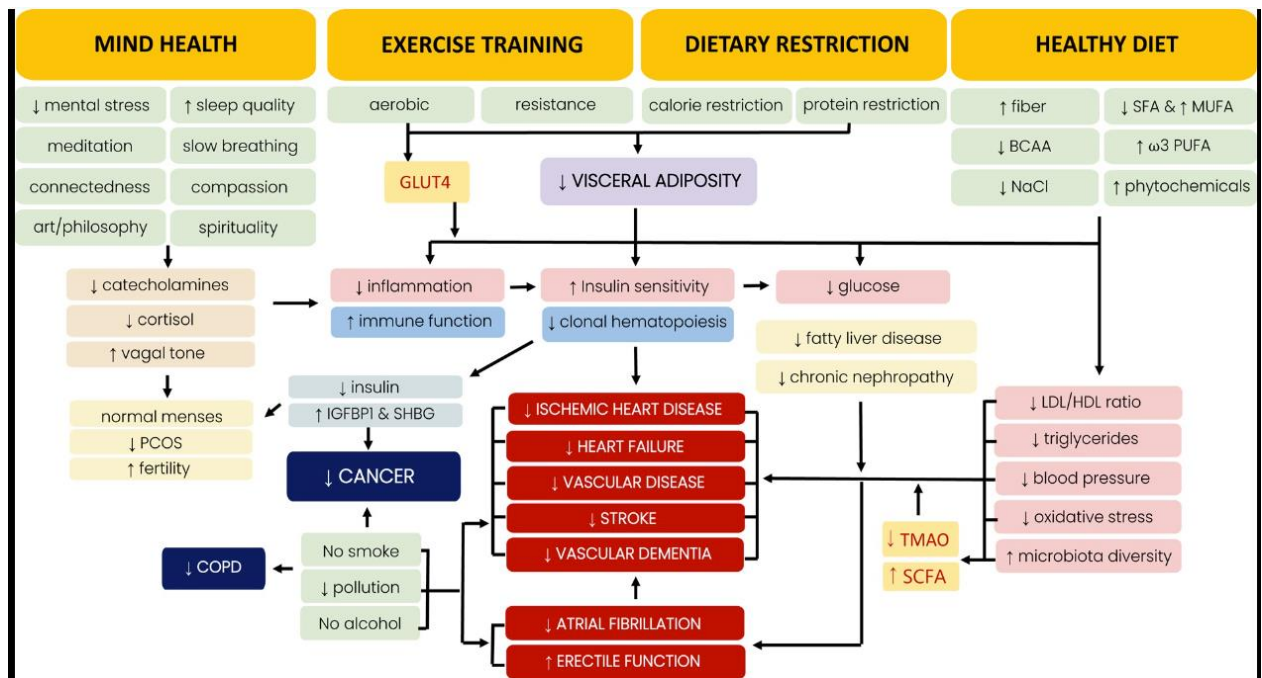 MIND HEALTH
EXERCISE TRAINING
DIETARY RESTRICTION
HEALTHY DIET
↓ mental stress
↑ sleep quality
aerobic
resistance
calorie restriction
protein restriction
↑ fiber
↓ SFA & ↑ MUFA
meditation
slow breathing
↓ BCAA
↑ ω3 PUFA
connectedness
compassion
GLUT4
↓ VISCERAL ADIPOSITY
↓ NaCl
↑ phytochemicals
art/philosophy
spirituality
↓ catecholamines
↓ inflammation
↑ Insulin sensitivity
↓ glucose
↓ cortisol
↑ immune function
↓ clonal hematopoiesis
↑ vagal tone
↓ fatty liver disease
↓ chronic nephropathy
↓ insulin
↑ IGFBP1 & SHBG
normal menses
↓ PCOS
↑ fertility
↓ ISCHEMIC HEART DISEASE
↓ HEART FAILURE
↓ VASCULAR DISEASE
↓ STROKE
↓ VASCULAR DEMENTIA
↓ LDL/HDL ratio
↓ triglycerides
↓ blood pressure
↓ oxidative stress
↑ microbiota diversity
↓ CANCER
↓ TMAO
↑ SCFA
↓ COPD
No smoke
↓ pollution
No alcohol
↓ ATRIAL FIBRILLATION
↑ ERECTILE FUNCTION